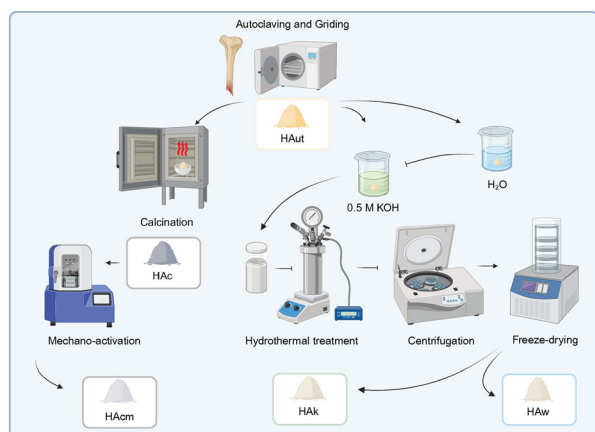 Autoclaving and Griding
HAut
H₂O
0.5 M KOH
Calcination
HAc
Mechano-activation
Hydrothermal treatment
Centrifugation
Freeze-drying
HAcm
HAk
HAw